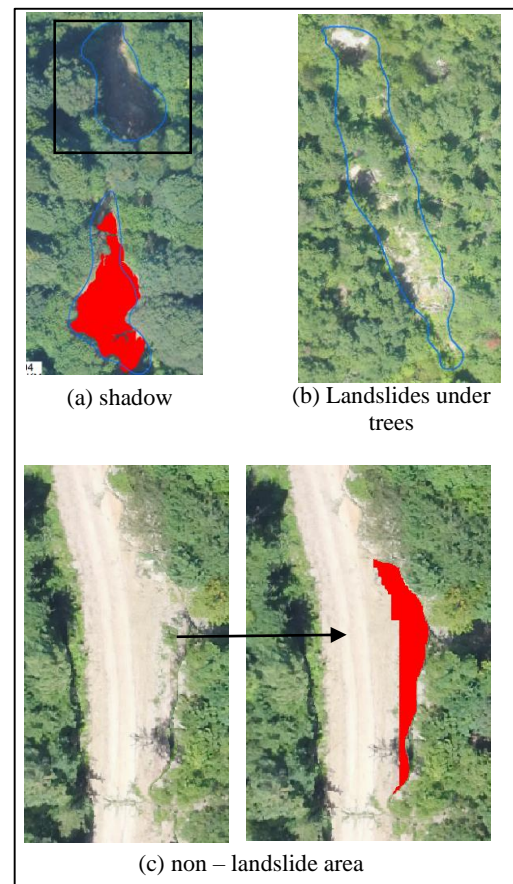 (a) shadow
(b) Landslides under
trees
(c) non – landslide area